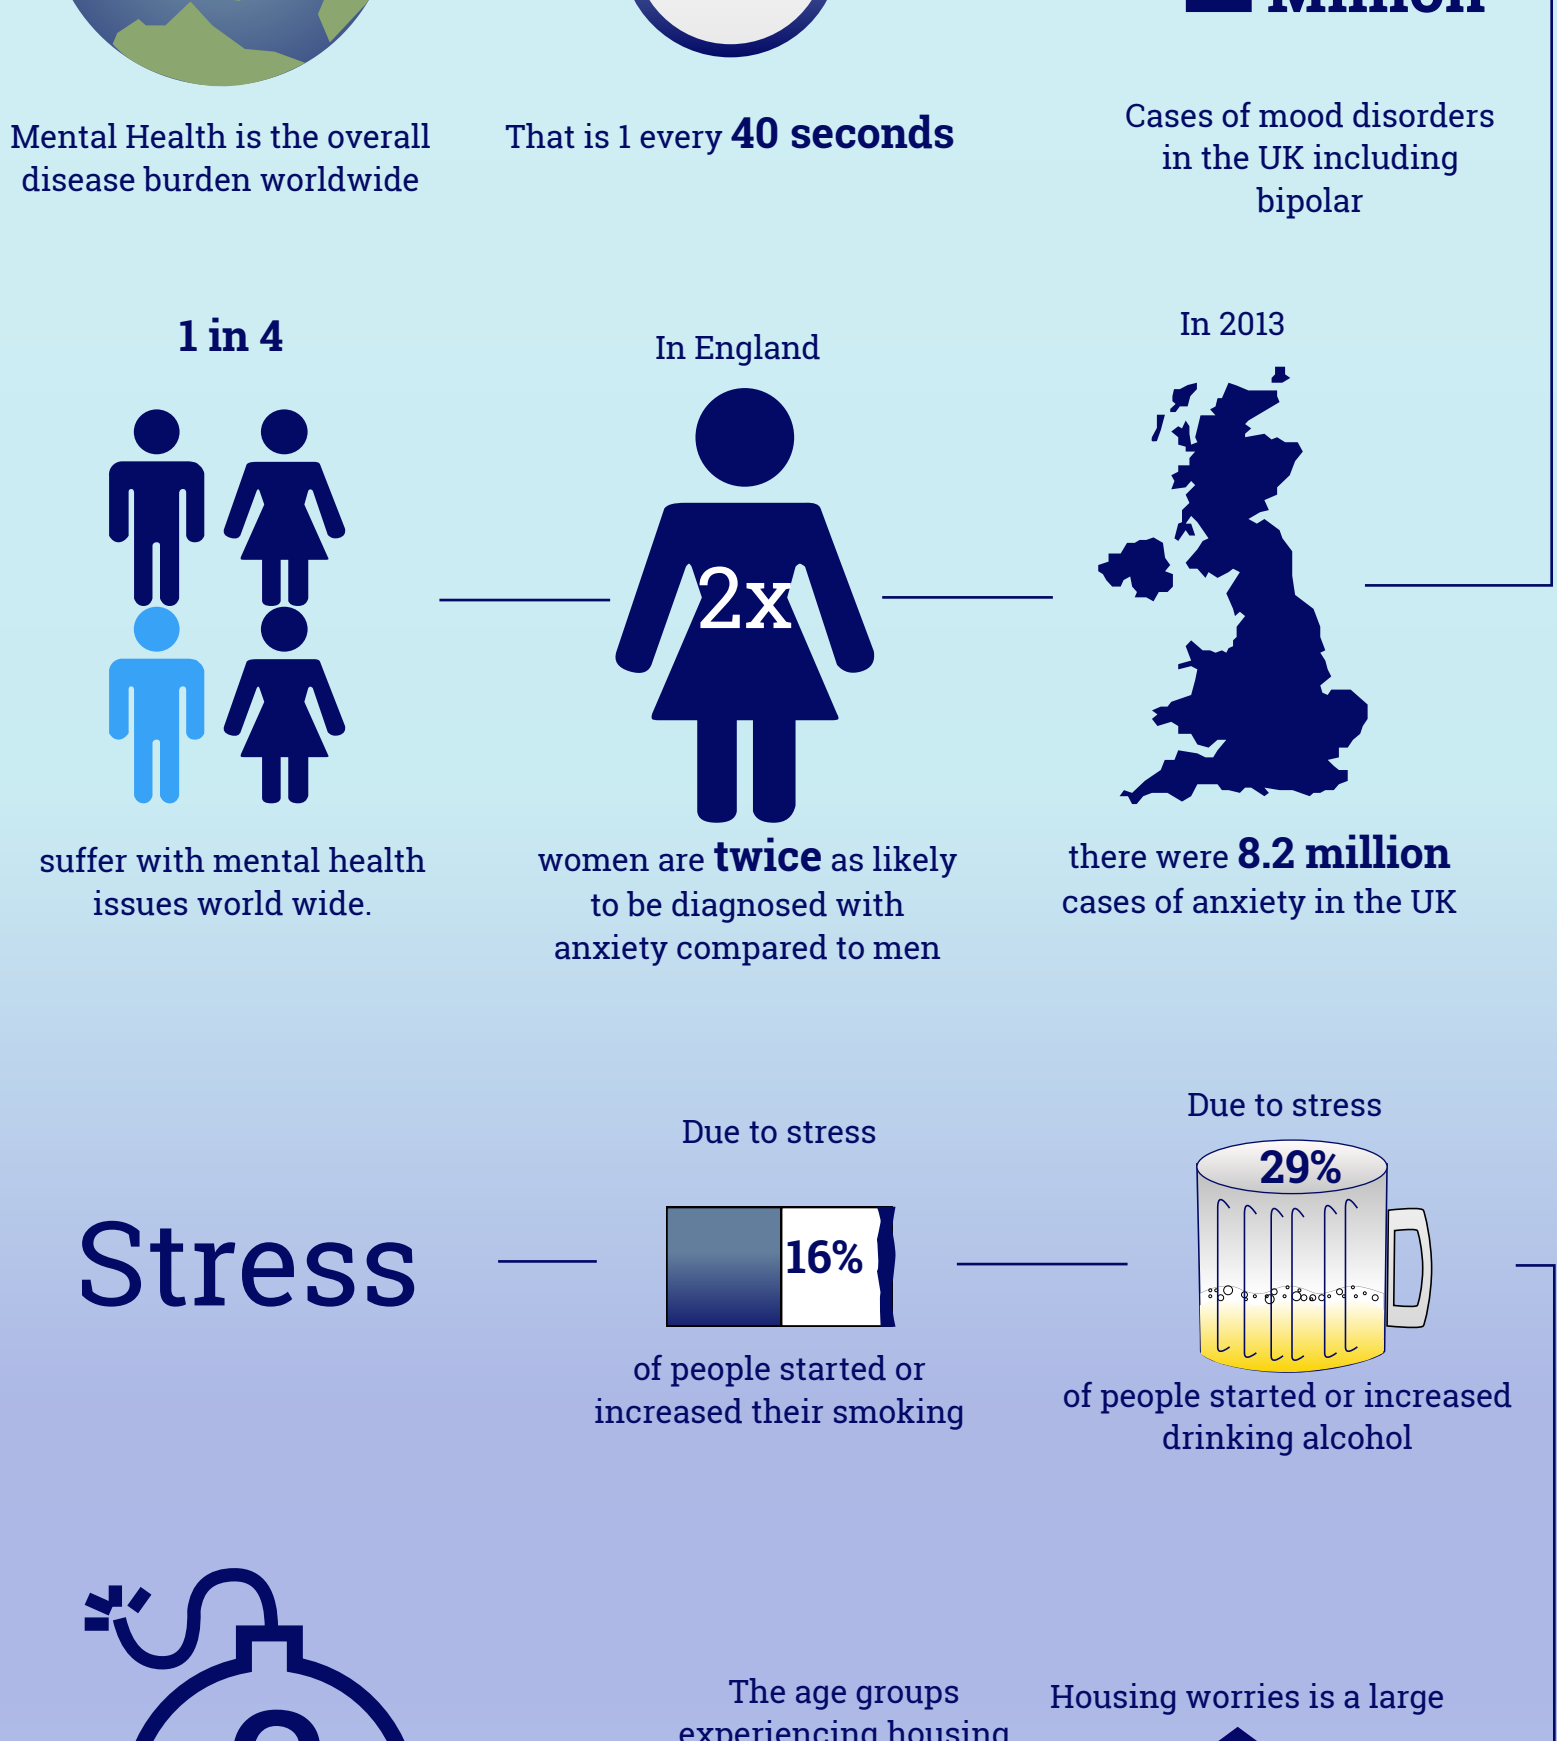 Million
Mental Health is the overall
disease burden worldwide
That is 1 every 40 seconds
Cases of mood disorders
in the UK including
bipolar
1 in 4
suffer with mental health
issues world wide.
In England
2x
women are twice as likely
to be diagnosed with
anxiety compared to men
In 2013
there were 8.2 million
cases of anxiety in the UK
Stress
Due to stress
16%
of people started or
increased their smoking
Due to stress
29%
of people started or increased
drinking alcohol
The age groups
experiencing housing
Housing worries is a large